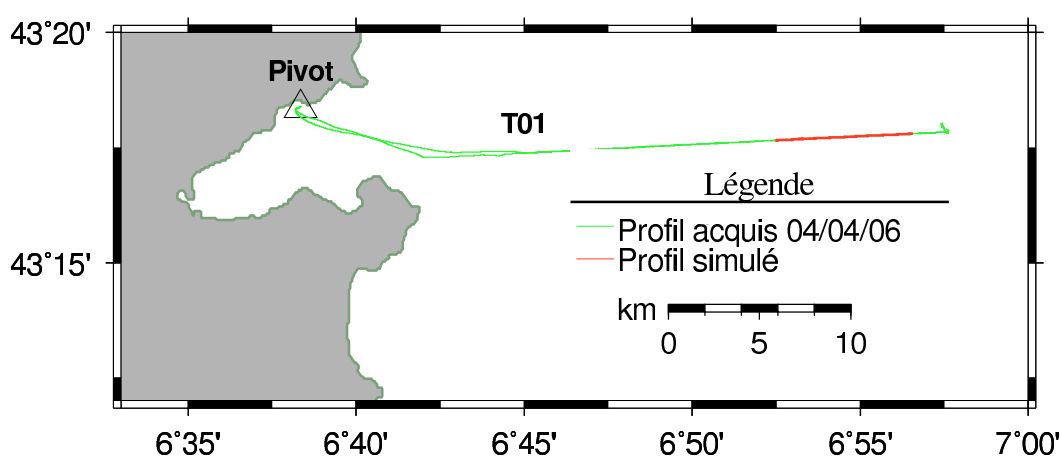 43°20'
Pivot
T01
Légende
Profil acquis 04/04/06
Profil simulé
43°15'
km
0 5 10
6°35' 6°40' 6°45' 6°50' 6°55' 7°00'